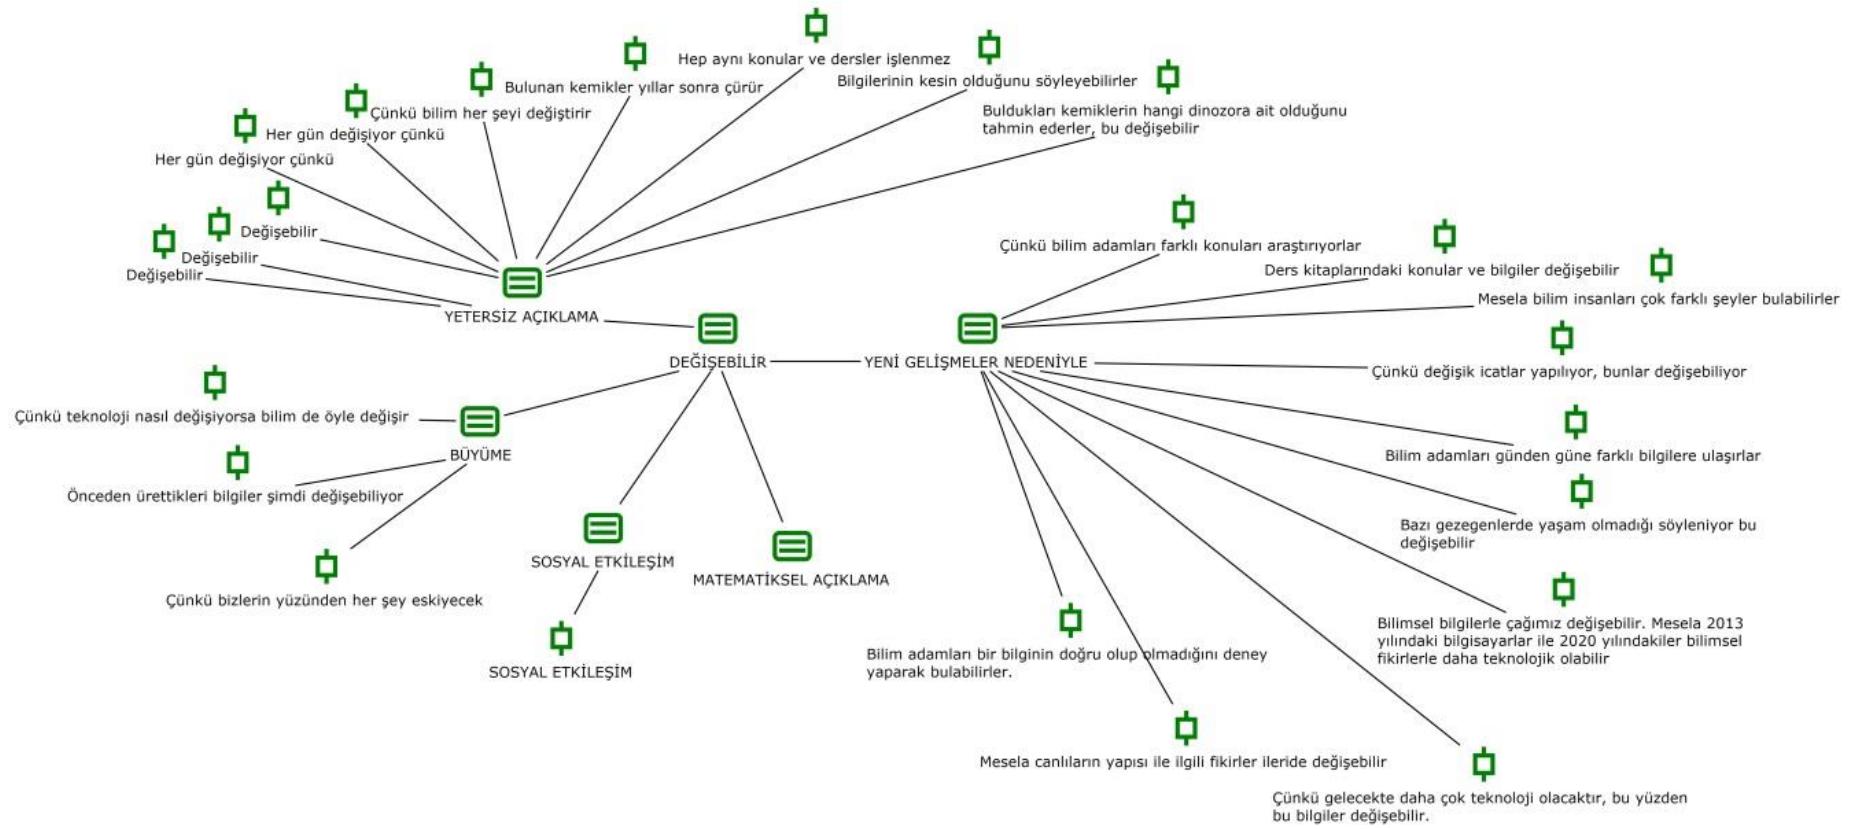 Hep aynı konular ve dersler işlenmez
Bilgilerinin kesin olduğunu söyleyebilirler
Bulunan kemikler yıllar sonra çürür
Çünkü bilim her şeyi değiştirir
Buldukları kemiklerin hangi dinozora ait olduğunu
tahmin ederler, bu değişebilir
Her gün değişiyor çünkü
Her gün değişiyor çünkü
Değişebilir
Değişebilir
Değişebilir
YETERSİZ AÇIKLAMA
Çünkü bilim adamları farklı konuları araştırıyorlar
Ders kitaplarındaki konular ve bilgiler değişebilir
Mesela bilim insanları çok farklı şeyler bulabilirler
DEĞİŞEBİLİR
YENİ GELİŞMELER NEDENİYLE
Çünkü değişik icatlar yapılıyor, bunlar değişebiliyor
Çünkü teknoloji nasıl değişiyorsa bilim de öyle değişir
BÜYÜME
Bilim adamları günden güne farklı bilgilere ulaşırlar
Önceden ürettikleri bilgiler şimdi değişebiliyor
Bazı gezegenlerde yaşam olmadığı söyleniyor bu
değişebilir
SOSYAL ETKİLEŞİM
MATEMATİKSEL AÇIKLAMA
Çünkü bizlerin yüzünden her şey eskiyecek
Bilimsel bilgilerle çağımız değişebilir. Mesela 2013
yılındaki bilgisayarlar ile 2020 yılındakiler bilimsel
fikirlerle daha teknolojik olabilir
SOSYAL ETKİLEŞİM
Bilim adamları bir bilginin doğru olup olmadığını deney
yaparak bulabilirler.
Mesela canlıların yapısı ile ilgili fikirler ileride değişebilir
Çünkü gelecekte daha çok teknoloji olacaktır, bu yüzden
bu bilgiler değişebilir.